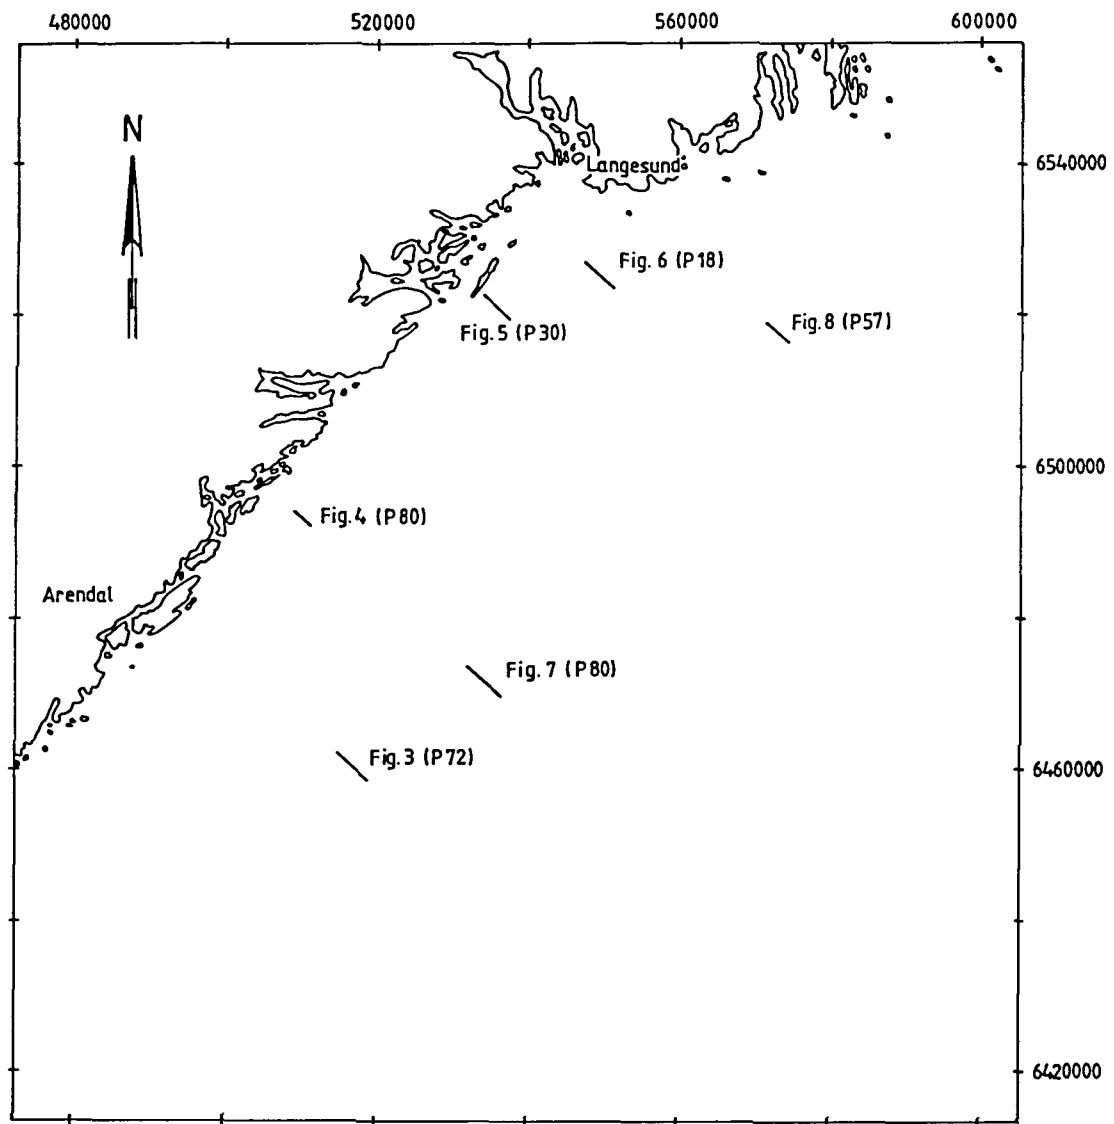 480000
520000
560000
600000
N
Langesund
6540000
Fig. 6 (P18)
Fig. 8 (P57)
Fig. 5 (P30)
6500000
Fig. 4 (P80)
Arendal
Fig. 7 (P80)
Fig. 3 (P72)
6460000
6420000